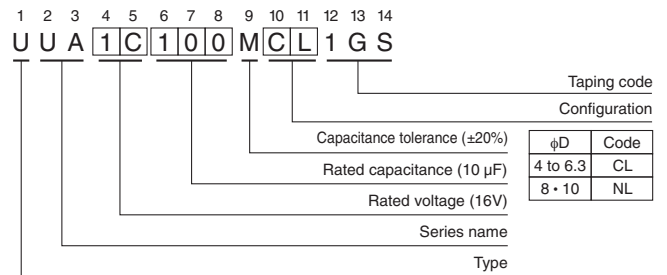 1 2 3 4 5 6 7 8 9 10 11 12 13 14
U U A 1 C 1 0 0 M C L 1 G S
Taping code
Configuration
Capacitance tolerance (±20%)
Rated capacitance (10 µF)
Rated voltage (16V)
Series name
Type
ϕD Code
4 to 6.3 CL
8 • 10 NL